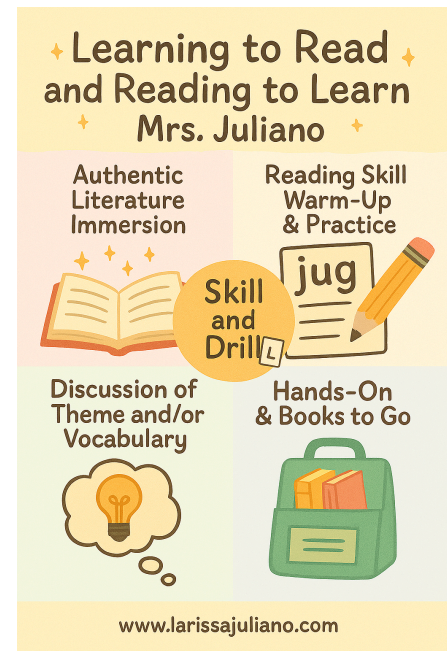 Learning to Read
and Reading to Learn
Mrs. Juliano
Authentic
Literature
Immersion
Reading Skill
Warm-Up
& Practice
jug
Skill
and
Drill
L
Discussion of
Theme and/or
Vocabulary
Hands-On
& Books to Go
www.larissajuliano.com